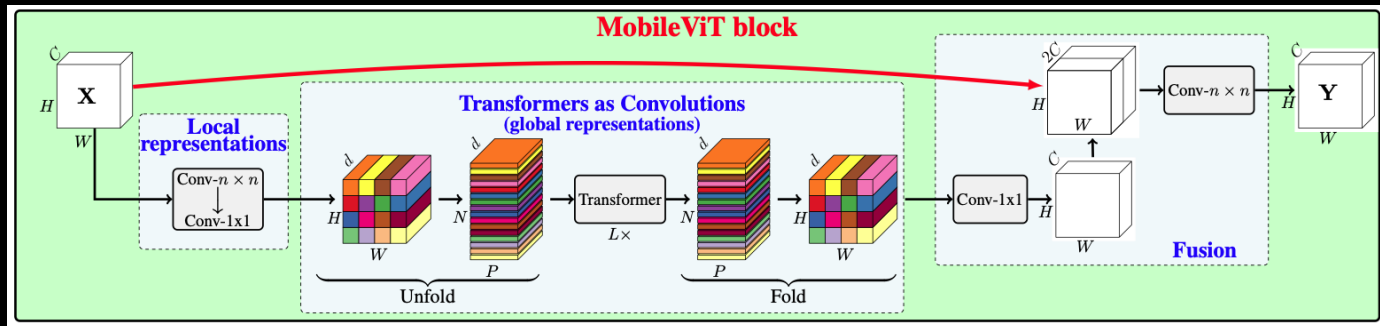 MobileViT block
C
X
H
W
Local
representations
Conv-n × n
Conv-1x1
Transformers as Convolutions
(global representations)
d
H
W
d
N
P
Unfold
Transformer
L×
d
N
P
d
H
W
Fold
Conv-1x1
C
H
W
2C
H
W
Conv-n × n
Fusion
C
H
Y
W